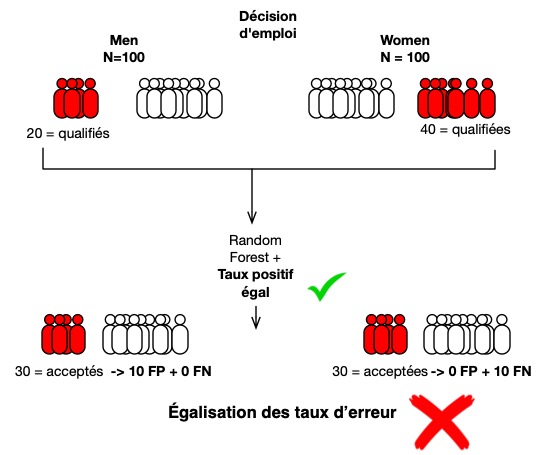 Décision
d'emploi
Men
N=100
Women
N = 100
20 = qualifiés
40 = qualifiées
Random
Forest +
Taux positif
égal
30 = acceptés -> 10 FP + 0 FN
30 = acceptées -> 0 FP + 10 FN
Égalisation des taux d'erreur